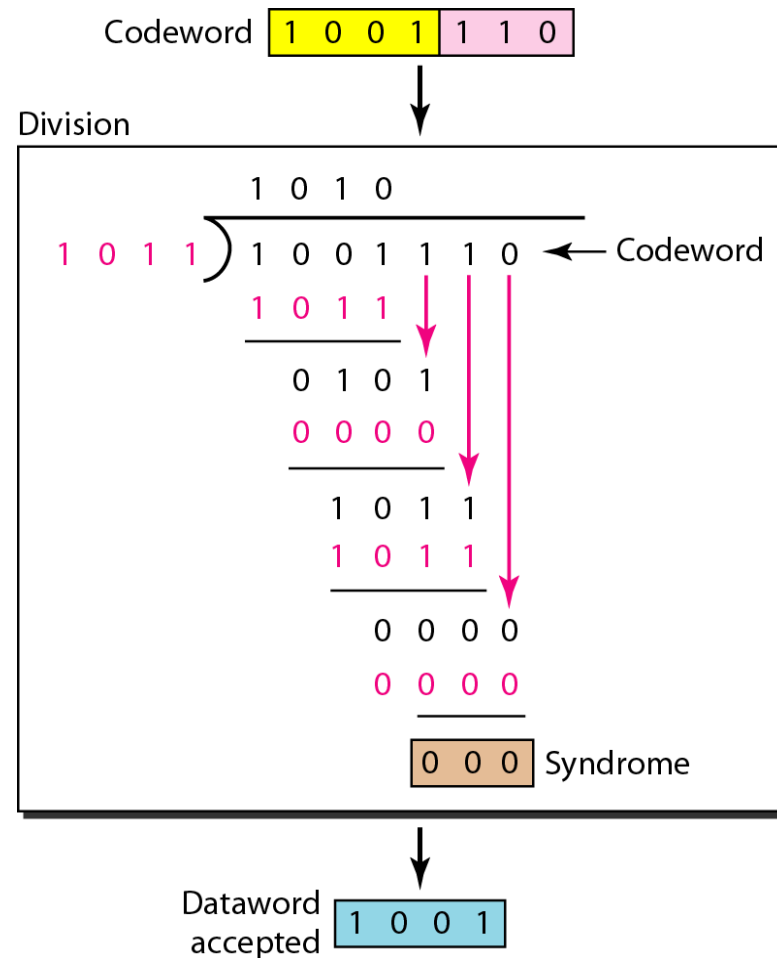 Codeword 1 0 0 1 1 1 0
Division
1 0 1 0
1 0 1 1 1 0 0 1 1 1 0 Codeword
1 0 1 1
0 1 0 1
0 0 0 0
1 0 1 1
1 0 1 1
0 0 0 0
0 0 0 0
0 0 0 Syndrome
Dataword
accepted 1 0 0 1